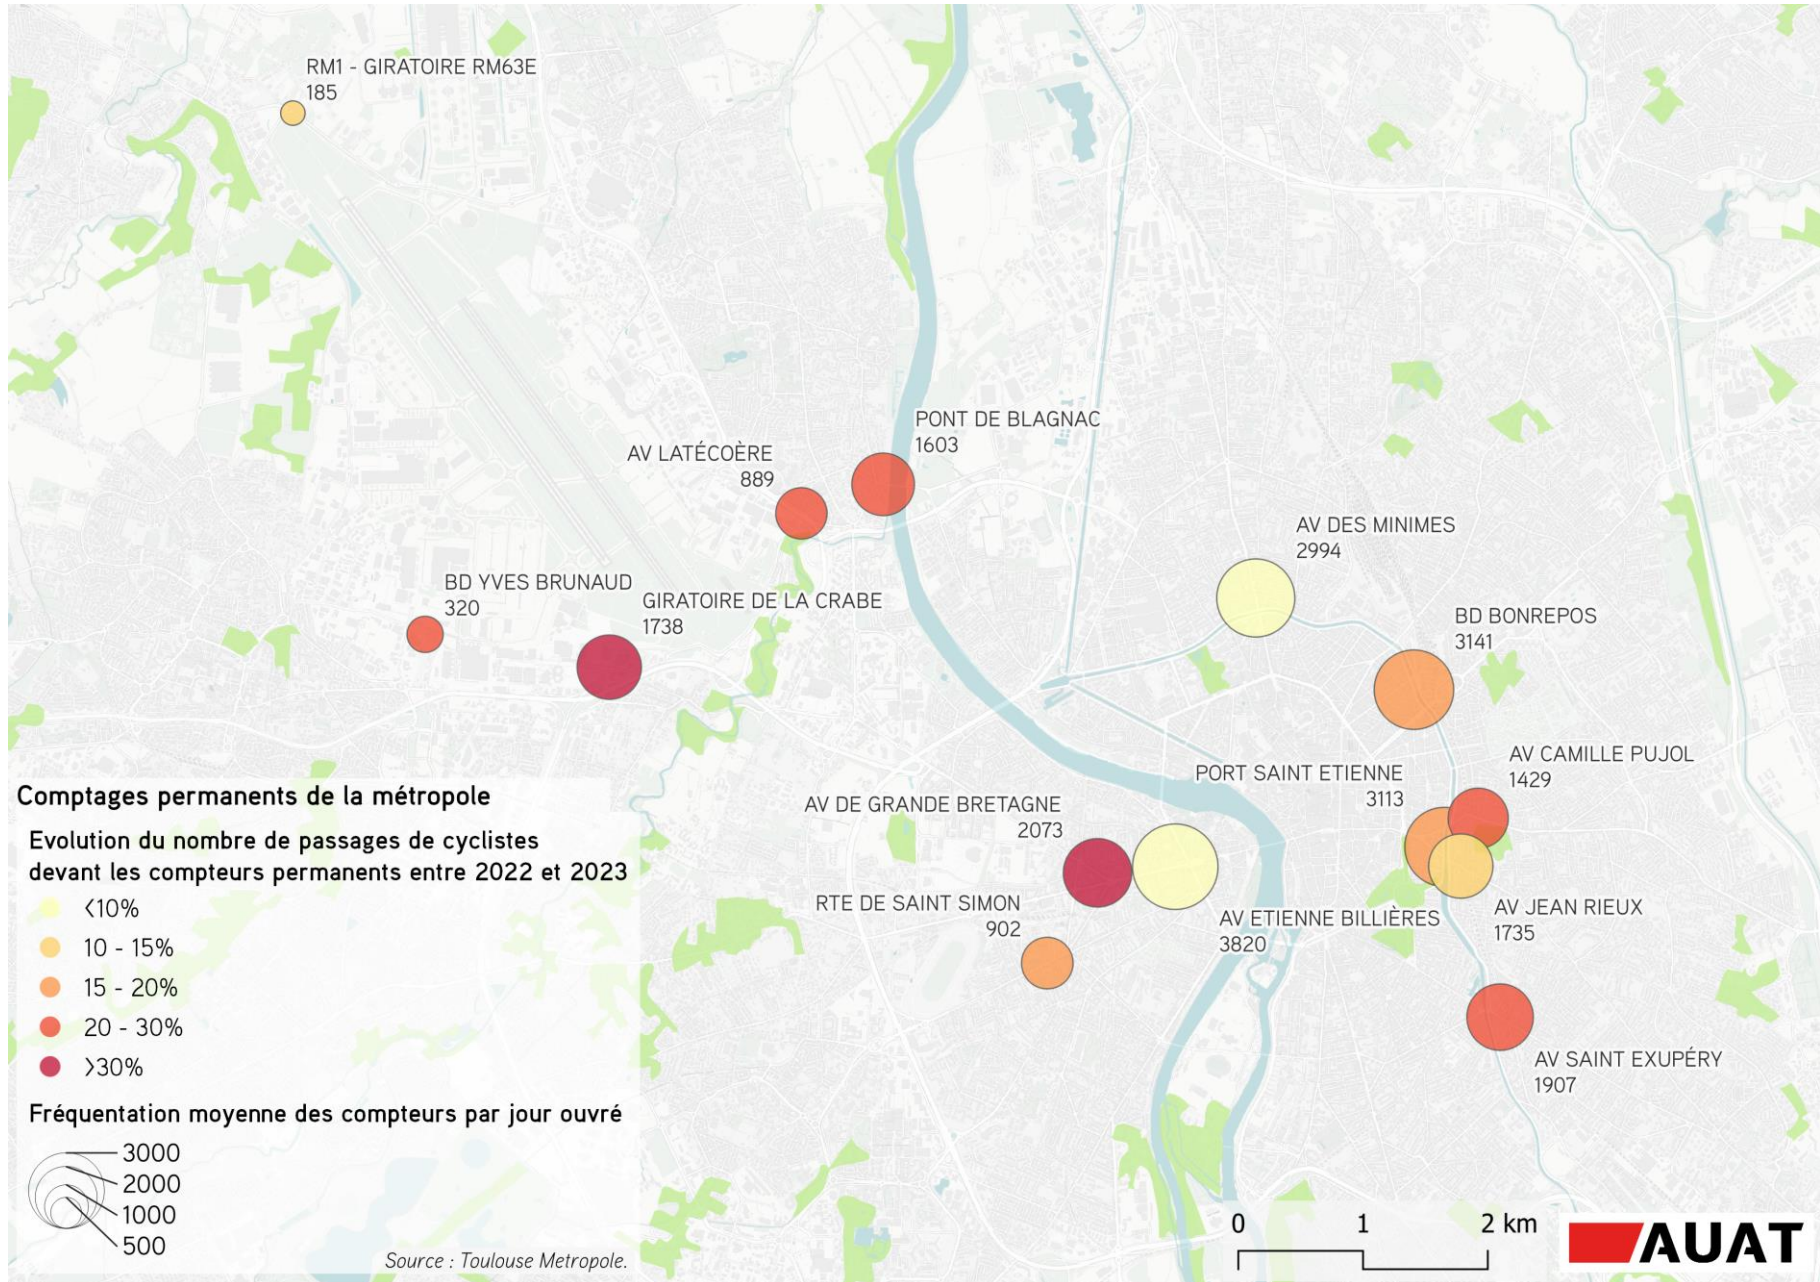 RM1 - GIRATOIRE RM63E
185
PONT DE BLAGNAC
1603
AV LATÉCOÈRE
889
AV DES MINIMES
2994
BD YVES BRUNAUD
320
GIRATOIRE DE LA CRABE
1738
BD BONREPOS
3141
AV CAMILLE PUJOL
1429
PORT SAINT ETIENNE
3113
AV DE GRANDE BRETAGNE
2073
RTE DE SAINT SIMON
902
AV ETIENNE BILLIÈRES
3820
AV JEAN RIEUX
1735
AV SAINT EXUPÉRY
1907
Comptages permanents de la métropole
Evolution du nombre de passages de cyclistes
devant les compteurs permanents entre 2022 et 2023
<10%
10 - 15%
15 - 20%
20 - 30%
>30%
Fréquentation moyenne des compteurs par jour ouvré
3000
2000
1000
500
Source : Toulouse Metropole.
0 1 2 km
AUAT